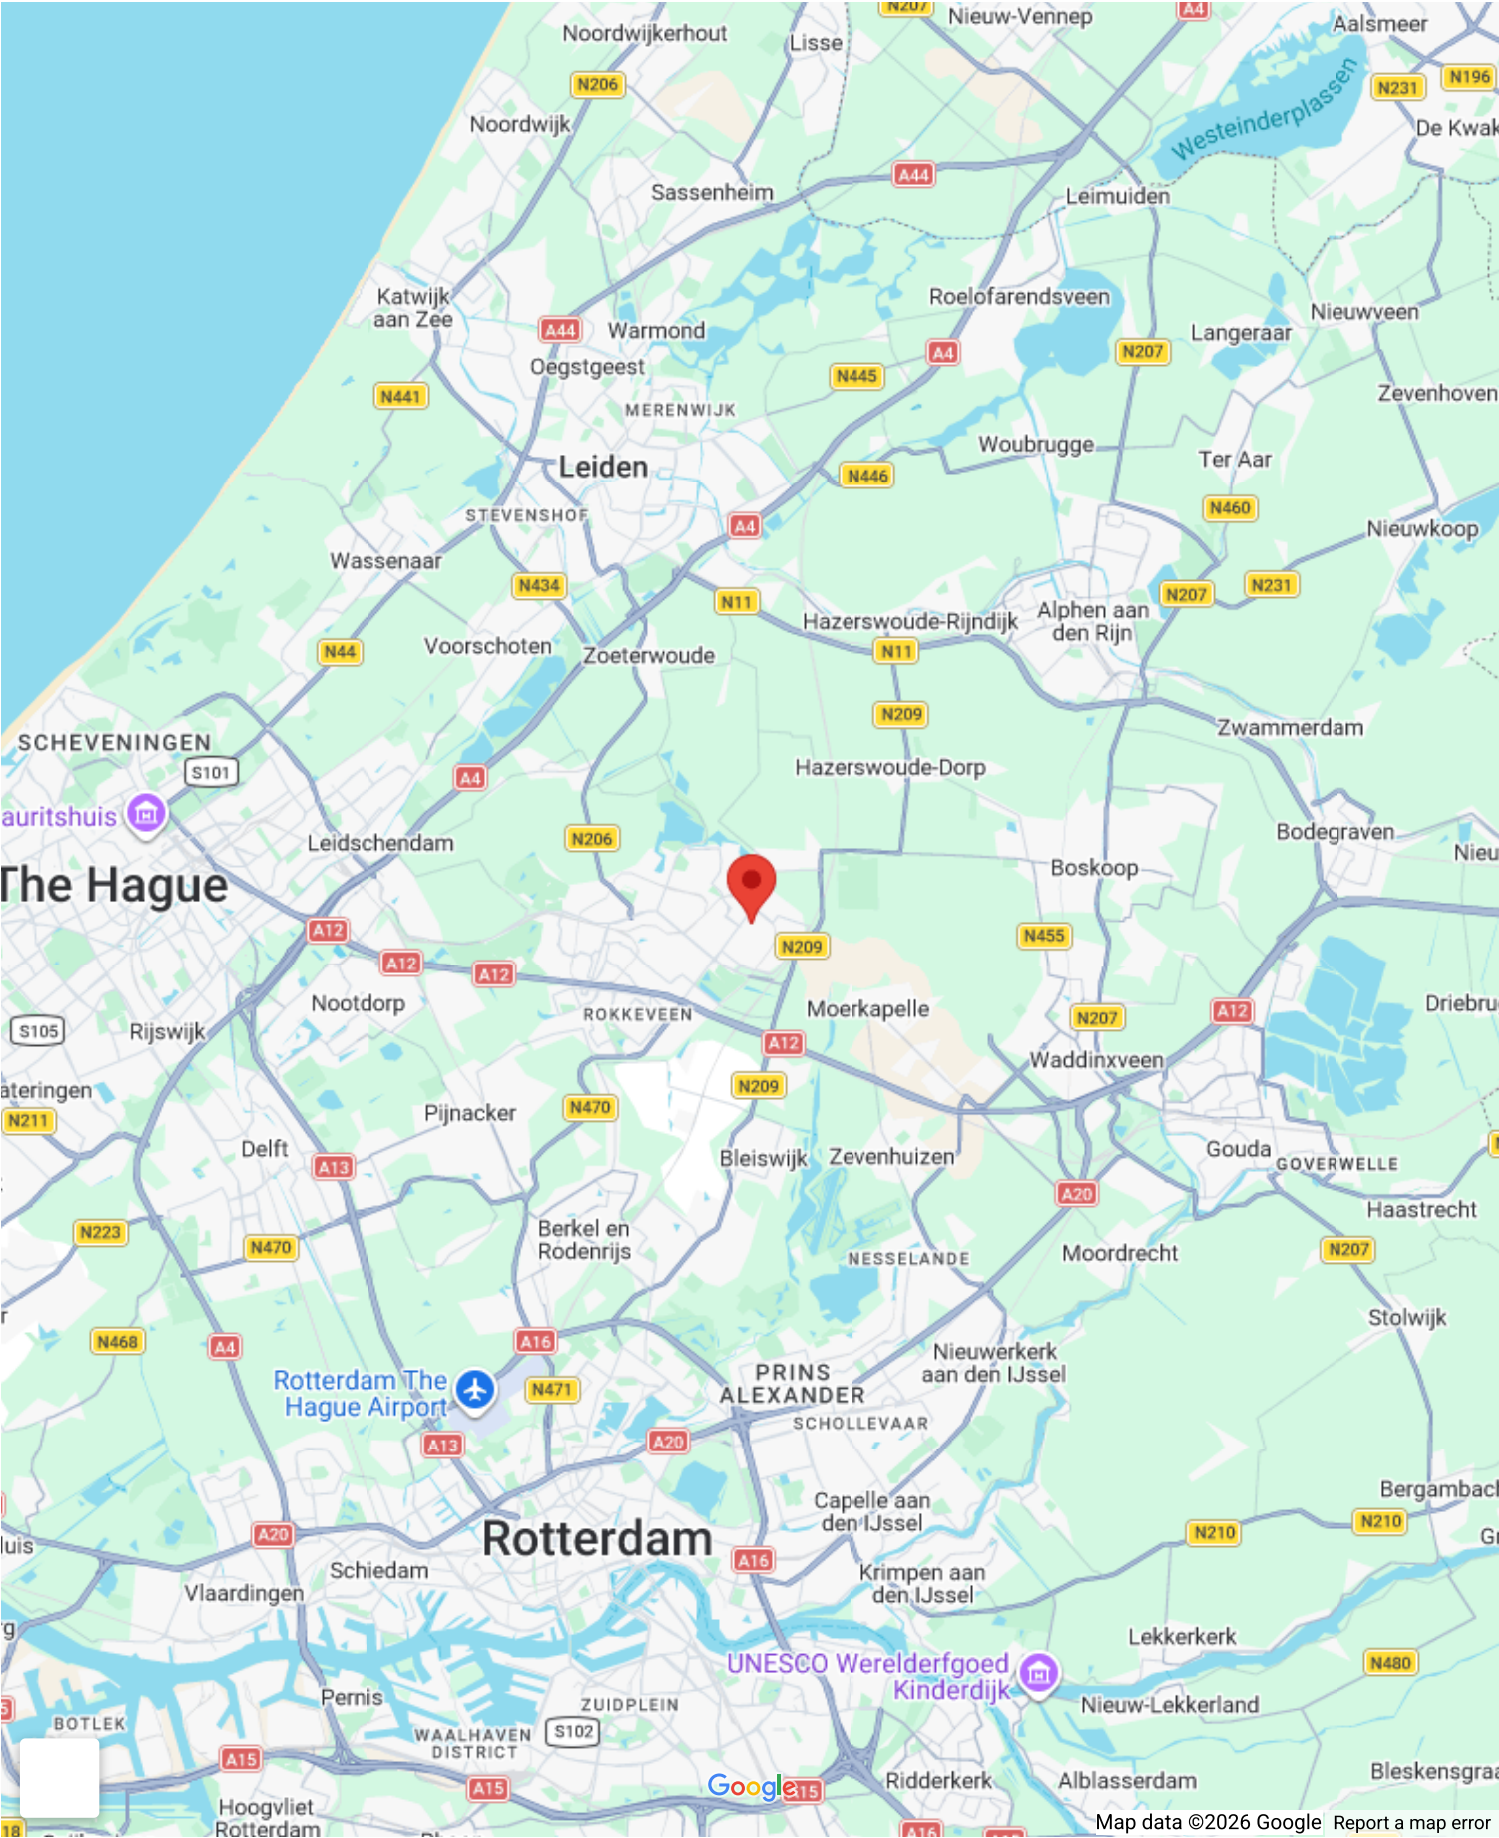 N207
Nieuw-Vennep
A4
Aalsmeer
Noordwijkerhout
Lisse
N206
N231
N196
Westeinderplassen
De Kwak
Noordwijk
A44
Sassenheim
Leimuiden
Katwijk
aan Zee
Roelofarendsveen
Nieuwveen
A44
Warmond
Langeraar
Oegstgeest
A4
N207
N445
N441
Zevenhoven
MERENWIJK
Woubrugge
Ter Aar
Leiden
N446
STEVENSHOF
N460
A4
Nieuwkoop
Wassenaar
N434
N231
N207
N11
Hazerswoude-Rijndijk
Alphen aan
den Rijn
N44
Voorschoten
Zoeterwoude
N11
N209
Zwammerdam
SCHEVENINGEN
S101
A4
Hazerswoude-Dorp
auritshuis
Leidschendam
N206
Bodegraven
Nieu
The Hague
Boskoop
A12
N209
N455
A12
A12
Nootdorp
ROKKEVEEN
Moerkapelle
N207
A12
Driebru
S105
Rijswijk
A12
Waddinxveen
ateringen
N209
N211
Pijnacker
N470
Delft
A13
Bleiswijk
Zevenhuizen
Gouda
GOVERWELLE
A20
Haastrecht
N223
N470
Berkel en
Rodenrijs
NESSELANDE
Moordrecht
N207
Stolwijk
N468
A4
A16
Nieuwerkerk
aan den IJssel
Rotterdam The
Hague Airport
N471
PRINS
ALEXANDER
SCHOLLEVAAR
A13
A20
Bergambach
Capelle aan
den IJssel
N210
N210
A20
Rotterdam
luis
Schiedam
A16
Krimpen aan
den IJssel
Vlaardingen
Lekkerkerk
UNESCO Werelderfgoed
Kinderdijk
N480
Pernis
ZUIDPLEIN
Nieuw-Lekkerland
BOTLEK
S102
WAALHAVEN
DISTRICT
A15
A15
Google
A15
Ridderkerk
Alblasserdam
Bleskensgraa
Hoogvliet
Rotterdam
A16
18
Map data ©2026 Google
Report a map error